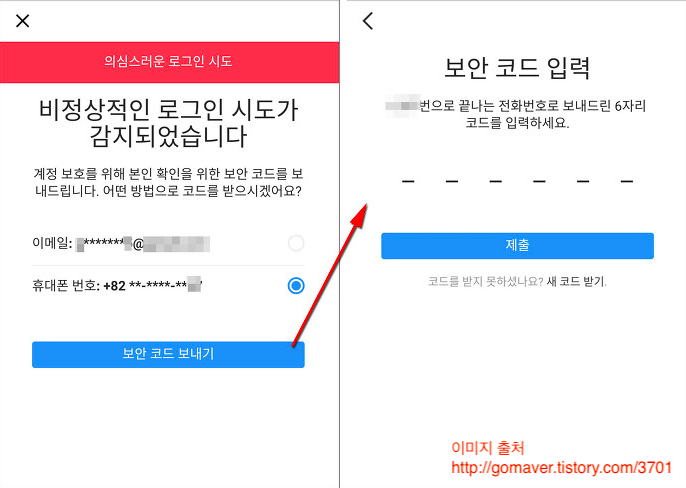 의심스러운 로그인 시도
비정상적인 로그인 시도가
감지되었습니다
계정 보호를 위해 본인 확인을 위한 보안 코드를 보
내드립니다. 어떤 방법으로 코드를 받으시겠어요?
이메일: *******@
휴대폰 번호: +82 **-****-**
보안 코드 보내기
보안 코드 입력
번으로 끝나는 전화번호로 보내드린 6자리
코드를 입력하세요.
제출
코드를 받지 못하셨나요? 새 코드 받기.
이미지 출처
http://gomaver.tistory.com/3701